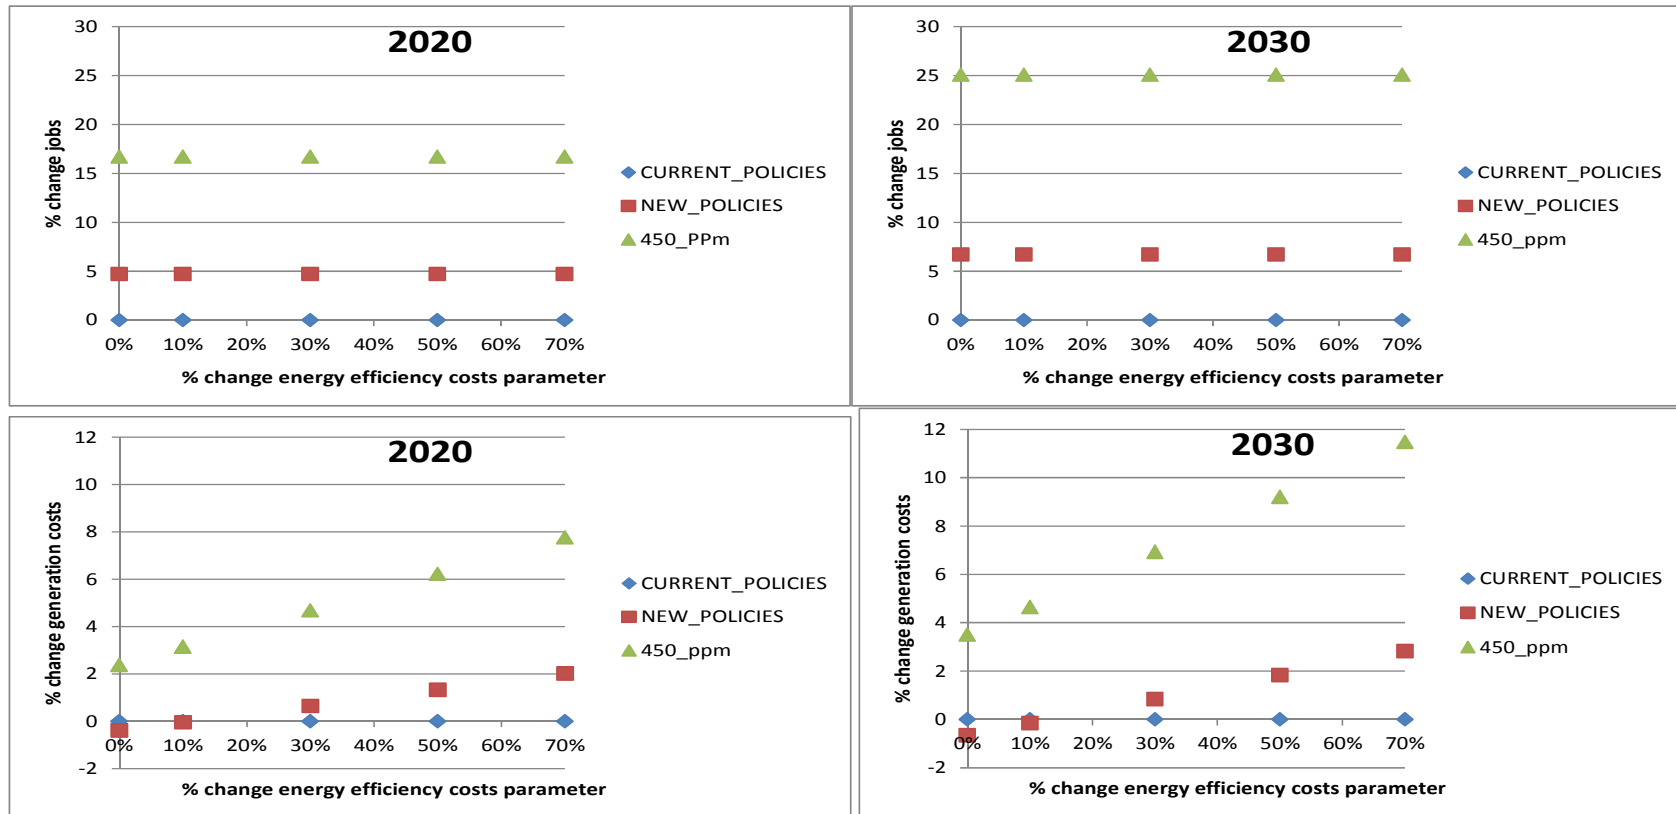 2020
% change jobs
30
25
20
15
10
5
0
0% 10% 20% 30% 40% 50% 60% 70%
% change energy efficiency costs parameter
CURRENT_POLICIES
NEW_POLICIES
450_PPm
2030
% change jobs
30
25
20
15
10
5
0
0% 10% 20% 30% 40% 50% 60% 70%
% change energy efficiency costs parameter
CURRENT_POLICIES
NEW_POLICIES
450_ppm
2020
% change generation costs
12
10
8
6
4
2
0
-2
0% 10% 20% 30% 40% 50% 60% 70%
% change energy efficiency costs parameter
CURRENT_POLICIES
NEW_POLICIES
450_ppm
2030
% change generation costs
12
10
8
6
4
2
0
-2
0% 10% 20% 30% 40% 50% 60% 70%
% change energy efficiency costs parameter
CURRENT_POLICIES
NEW_POLICIES
450_ppm